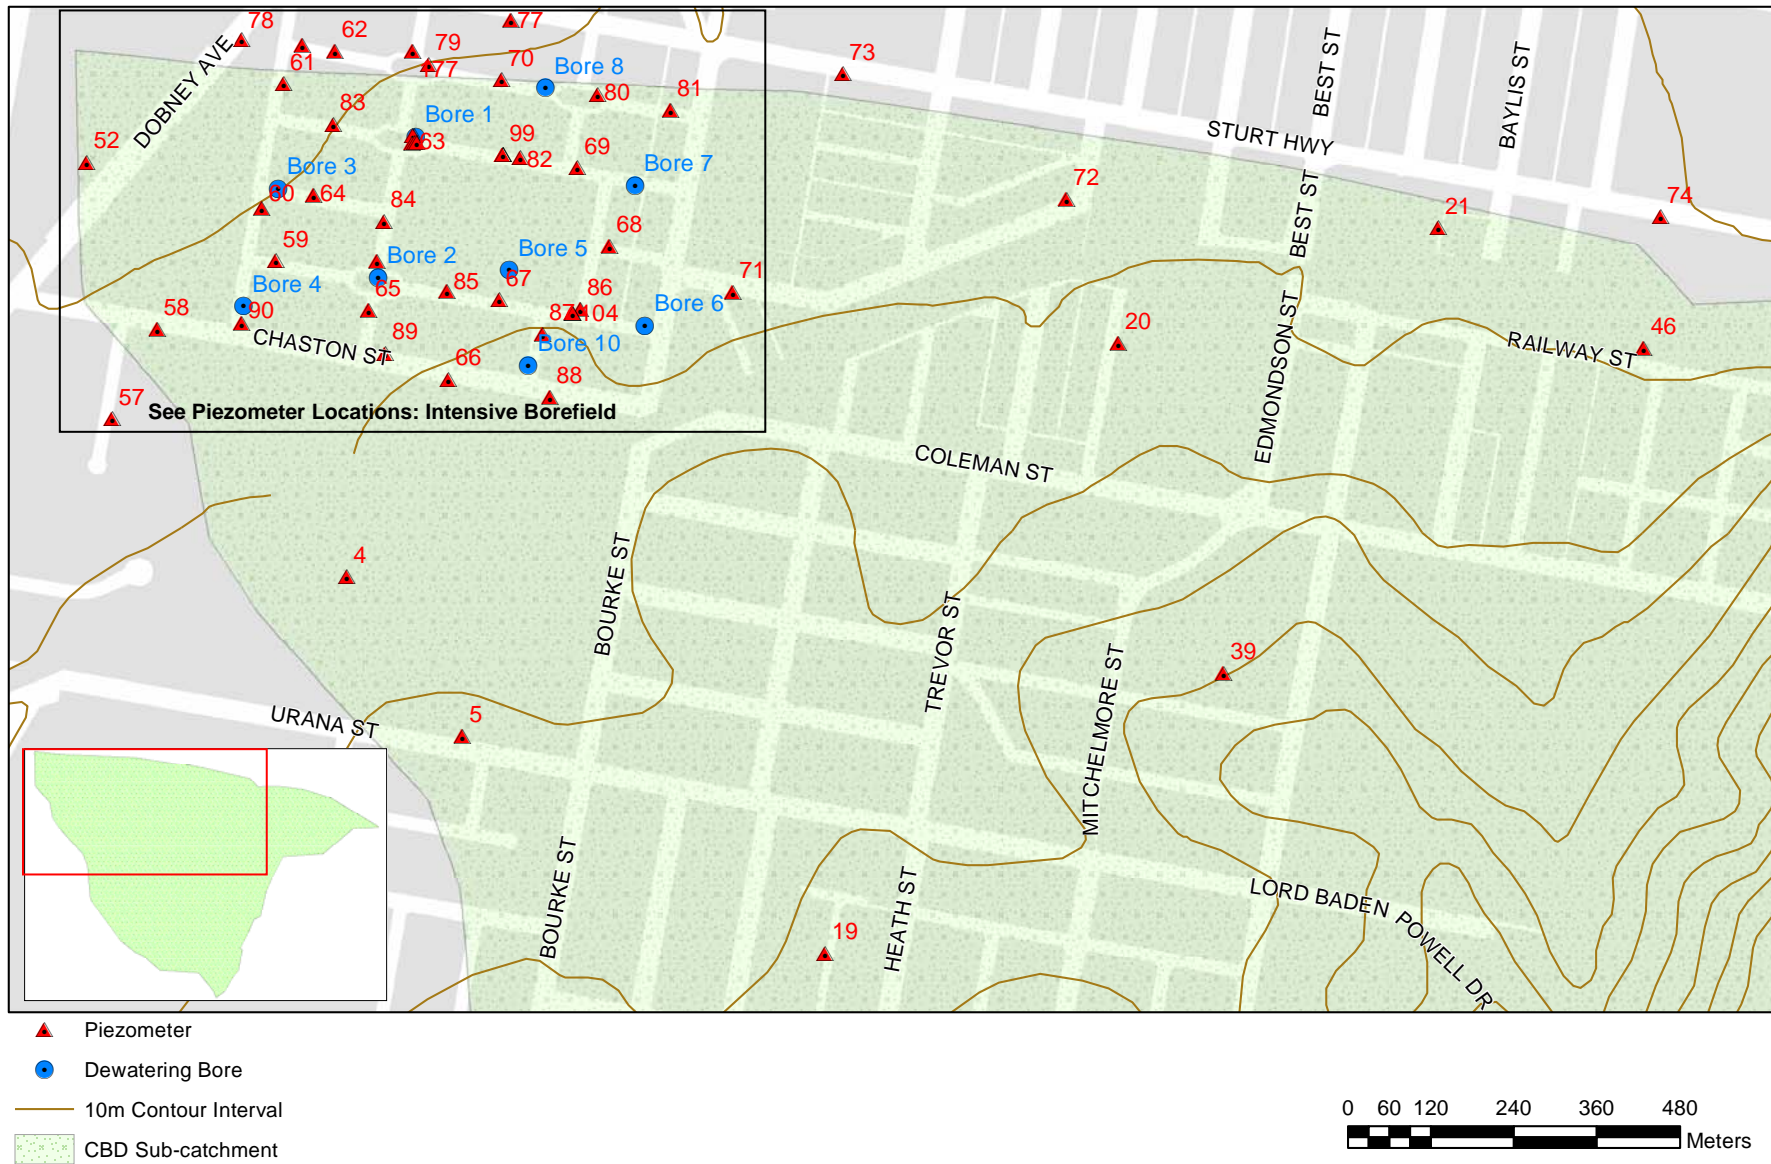 78
62
79
77
73
BEST ST
BAYLIS ST
DOBNEY AVE
61
177
70
Bore 8
80
81
STURT HWY
83
Bore 1
63
99
82
69
52
Bore 3
Bore 7
BEST ST
72
21
74
60
64
84
68
59
Bore 2
Bore 5
71
Bore 4
65
85
67
86
Bore 6
58
90
87
104
20
EDMONDSON ST
RAILWAY ST
46
CHASTON ST
89
Bore 10
66
88
57
See Piezometer Locations: Intensive Borefield
COLEMAN ST
4
BOURKE ST
TREVOR ST
MITCHELMORE ST
39
URANA ST
5
BOURKE ST
HEATH ST
19
LORD BADEN POWELL DR
Piezometer
Dewatering Bore
10m Contour Interval
CBD Sub-catchment
0 60 120 240 360 480
Meters